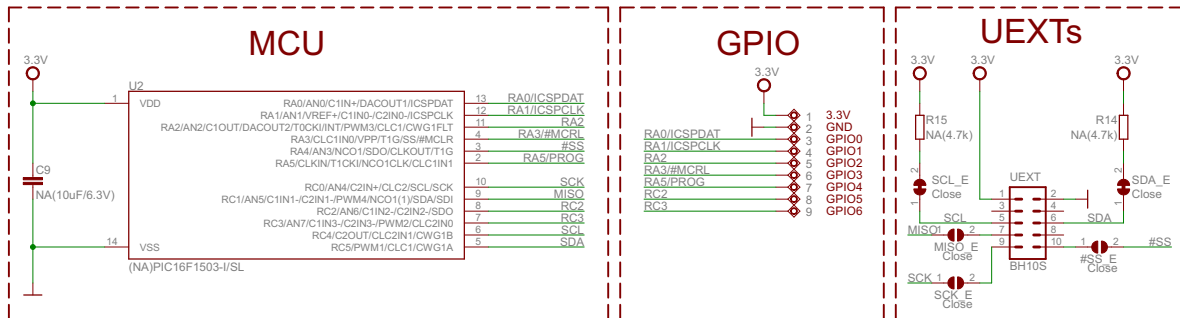 MCU
3.3V
U2
1 VDD
RA0/AN0/C1IN+/DACOUT1/ICSPDAT 13 RA0/ICSPDAT
RA1/AN1/VREF+/C1IN0-/C2IN0-/ICSPCLK 12 RA1/ICSPCLK
RA2/AN2/C1OUT/DACOUT2/T0CKI/INT/PWM3/CLC1/CWG1FLT 11 RA2
RA3/CLC1IN0/VPP/T1G/SS/#MCLR 4 RA3/#MCRL
RA4/AN3/NCO1/SDO/CLKOUT/T1G 3 #SS
RA5/CLKIN/T1CKI/NCO1CLK/CLC1IN1 2 RA5/PROG
C9
NA(10uF/6.3V)
RC0/AN4/C2IN+/CLC2/SCL/SCK 10 SCK
RC1/AN5/C1IN1-/C2IN1-/PWM4/NCO1(1)/SDA/SDI 9 MISO
RC2/AN6/C1IN2-/C2IN2-/SDO 8 RC2
RC3/AN7/C1IN3-/C2IN3-/PWM2/CLC2IN0 7 RC3
RC4/C2OUT/CLC2IN1/CWG1B 6 SCL
14 VSS
RC5/PWM1/CLC1/CWG1A 5 SDA
(NA)PIC16F1503-I/SL
GPIO
3.3V
1 3.3V
2 GND
RA0/ICSPDAT 3 GPIO0
RA1/ICSPCLK 4 GPIO1
RA2 5 GPIO2
RA3/#MCRL 6 GPIO3
RA5/PROG 7 GPIO4
RC2 8 GPIO5
RC3 9 GPIO6
UEXTs
3.3V 3.3V 3.3V
R15 R14
NA(4.7k) NA(4.7k)
UEXT
2 SCL_E 2 SDA_E
Close Close
1 1
1 2
3 4
SCL 5 6 SDA
MISO 1 2 7 8
MISO_E 9 10 1 2 #SS
Close #SS_E
BH10S Close
SCK 1 2
SCK_E
Close